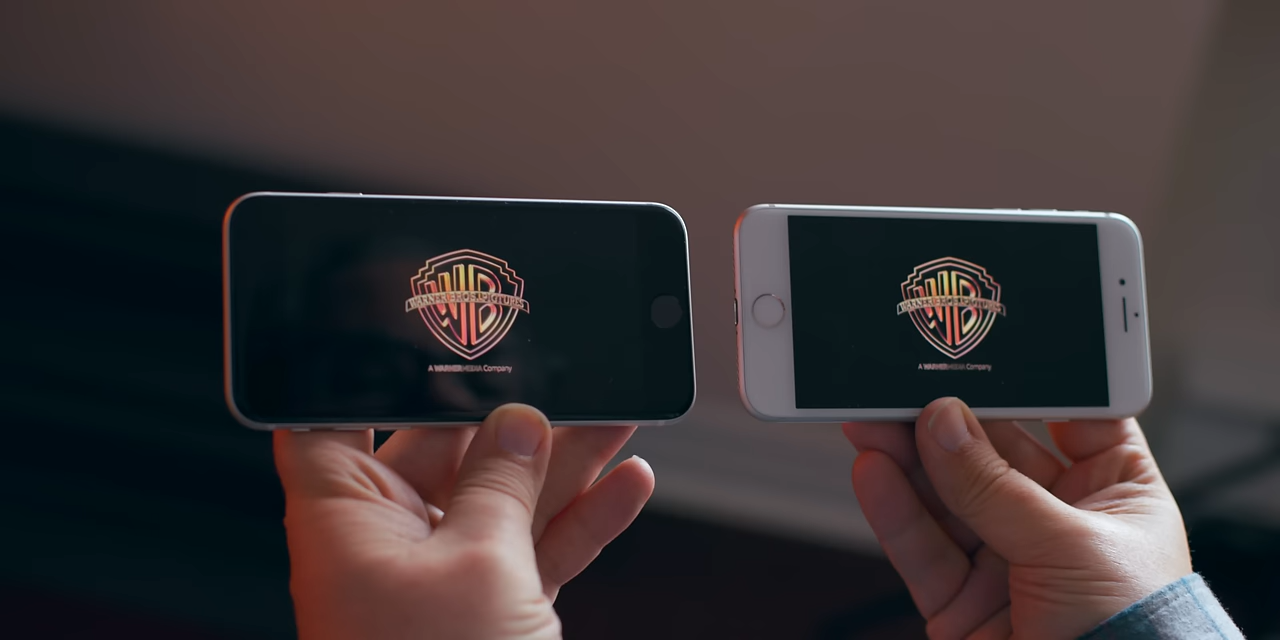 WB
WARNER BROS. PICTURES
A WARNERMEDIA Company
WB
WARNER BROS. PICTURES
A WARNERMEDIA Company